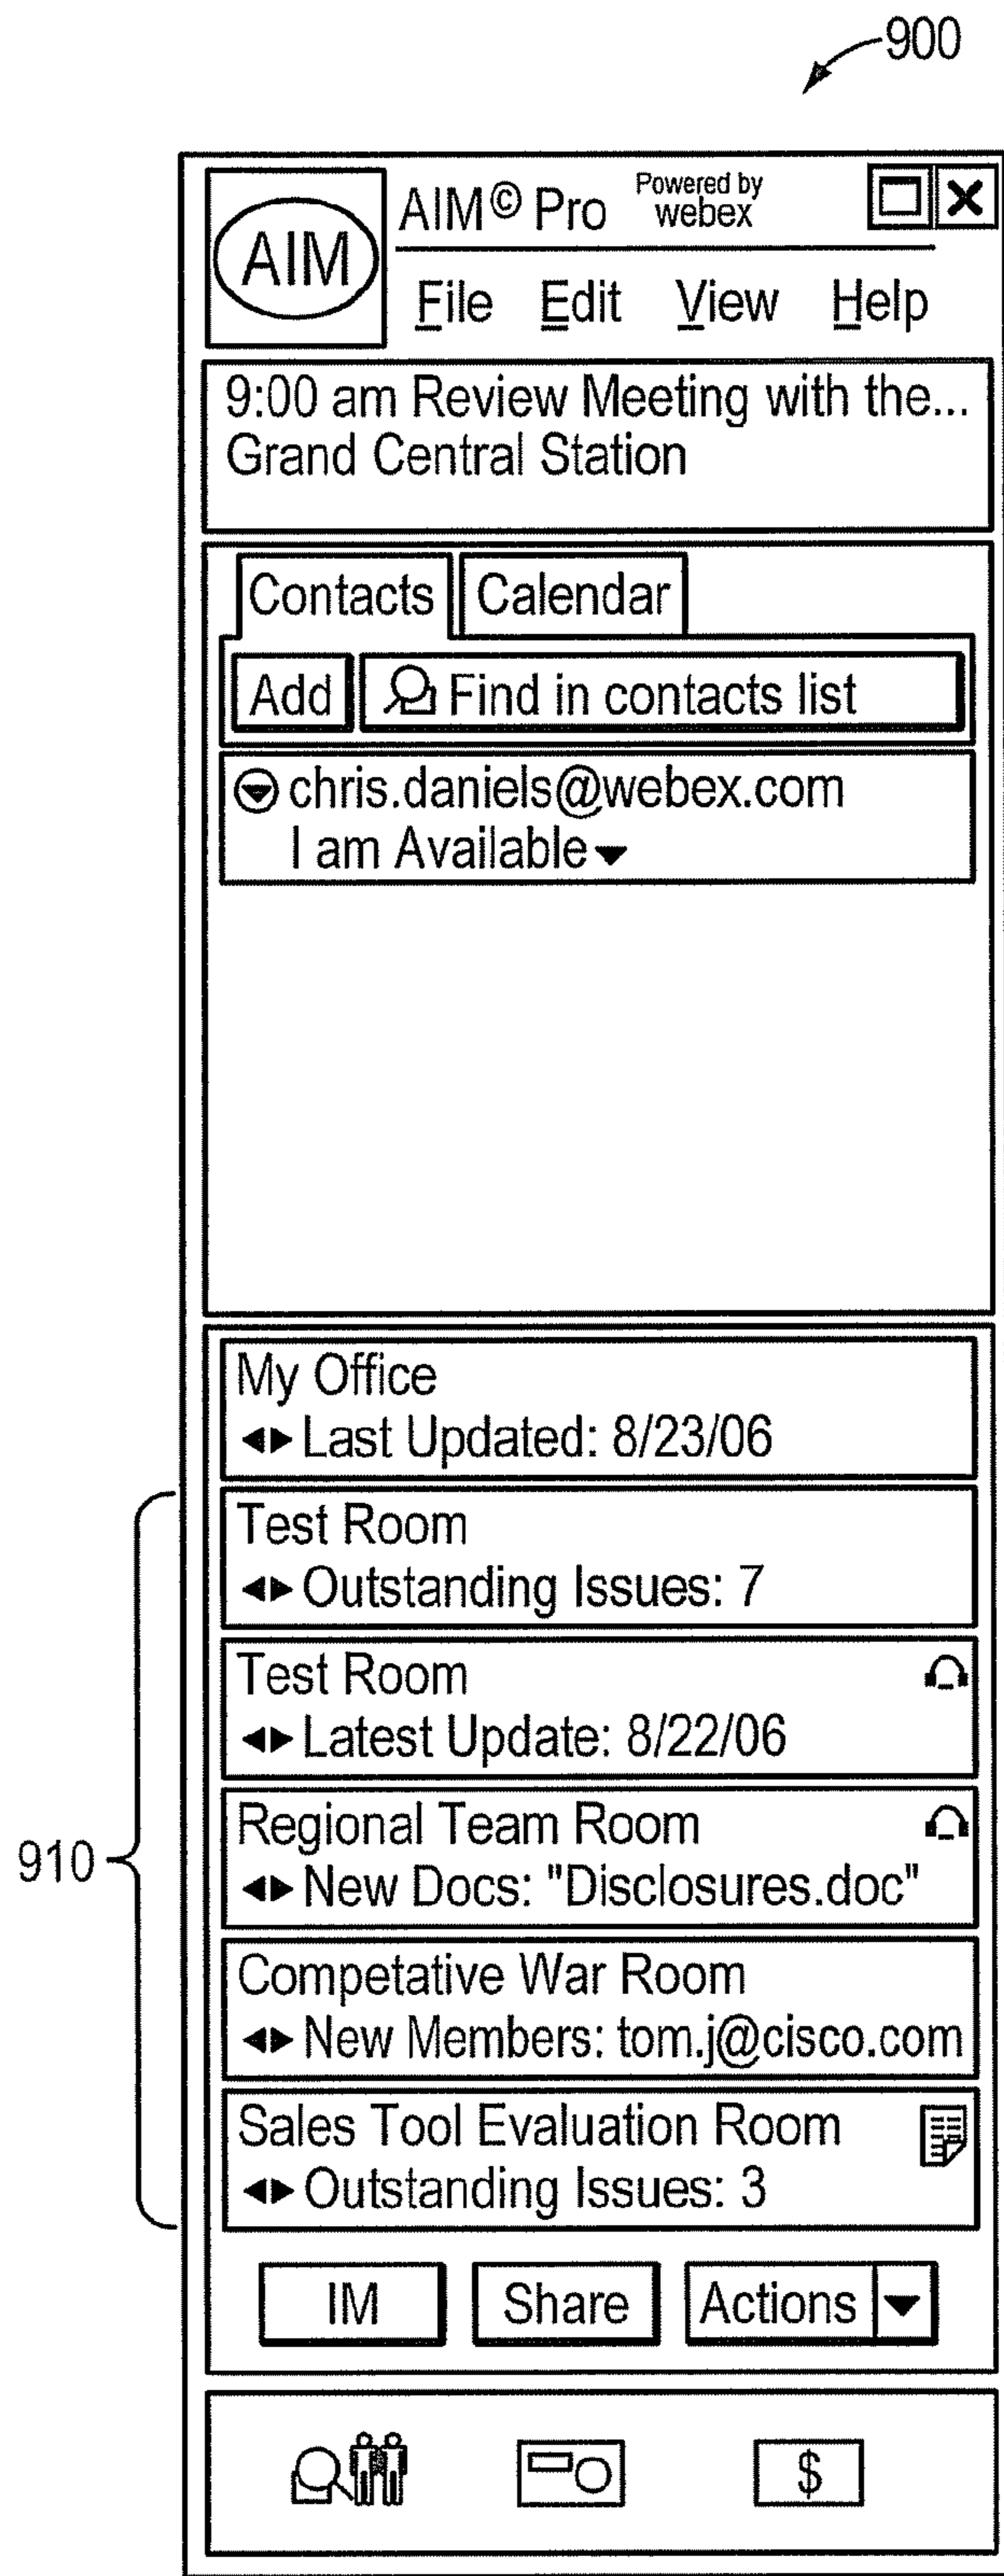 900
AIM
AIM© Pro
Powered by
webex
File Edit View Help
9:00 am Review Meeting with the...
Grand Central Station
Contacts Calendar
Add Find in contacts list
chris.daniels@webex.com
I am Available
My Office
Last Updated: 8/23/06
Test Room
Outstanding Issues: 7
Test Room
Latest Update: 8/22/06
910
Regional Team Room
New Docs: "Disclosures.doc"
Competative War Room
New Members: tom.j@cisco.com
Sales Tool Evaluation Room
Outstanding Issues: 3
IM Share Actions
$